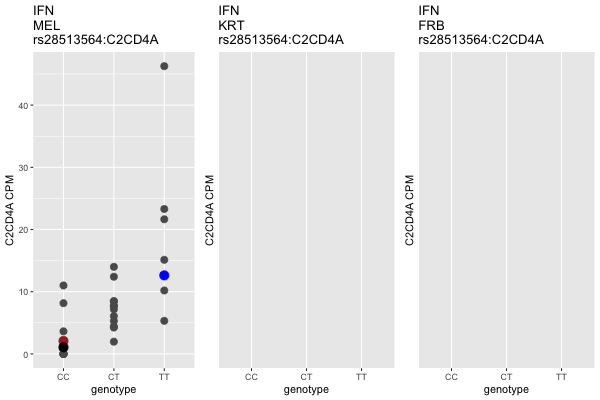 IFN
MEL
rs28513564:C2CD4A
IFN
KRT
rs28513564:C2CD4A
IFN
FRB
rs28513564:C2CD4A
C2CD4A CPM
40
30
20
10
0
CC CT TT
genotype
C2CD4A CPM
CC CT TT
genotype
C2CD4A CPM
CC CT TT
genotype